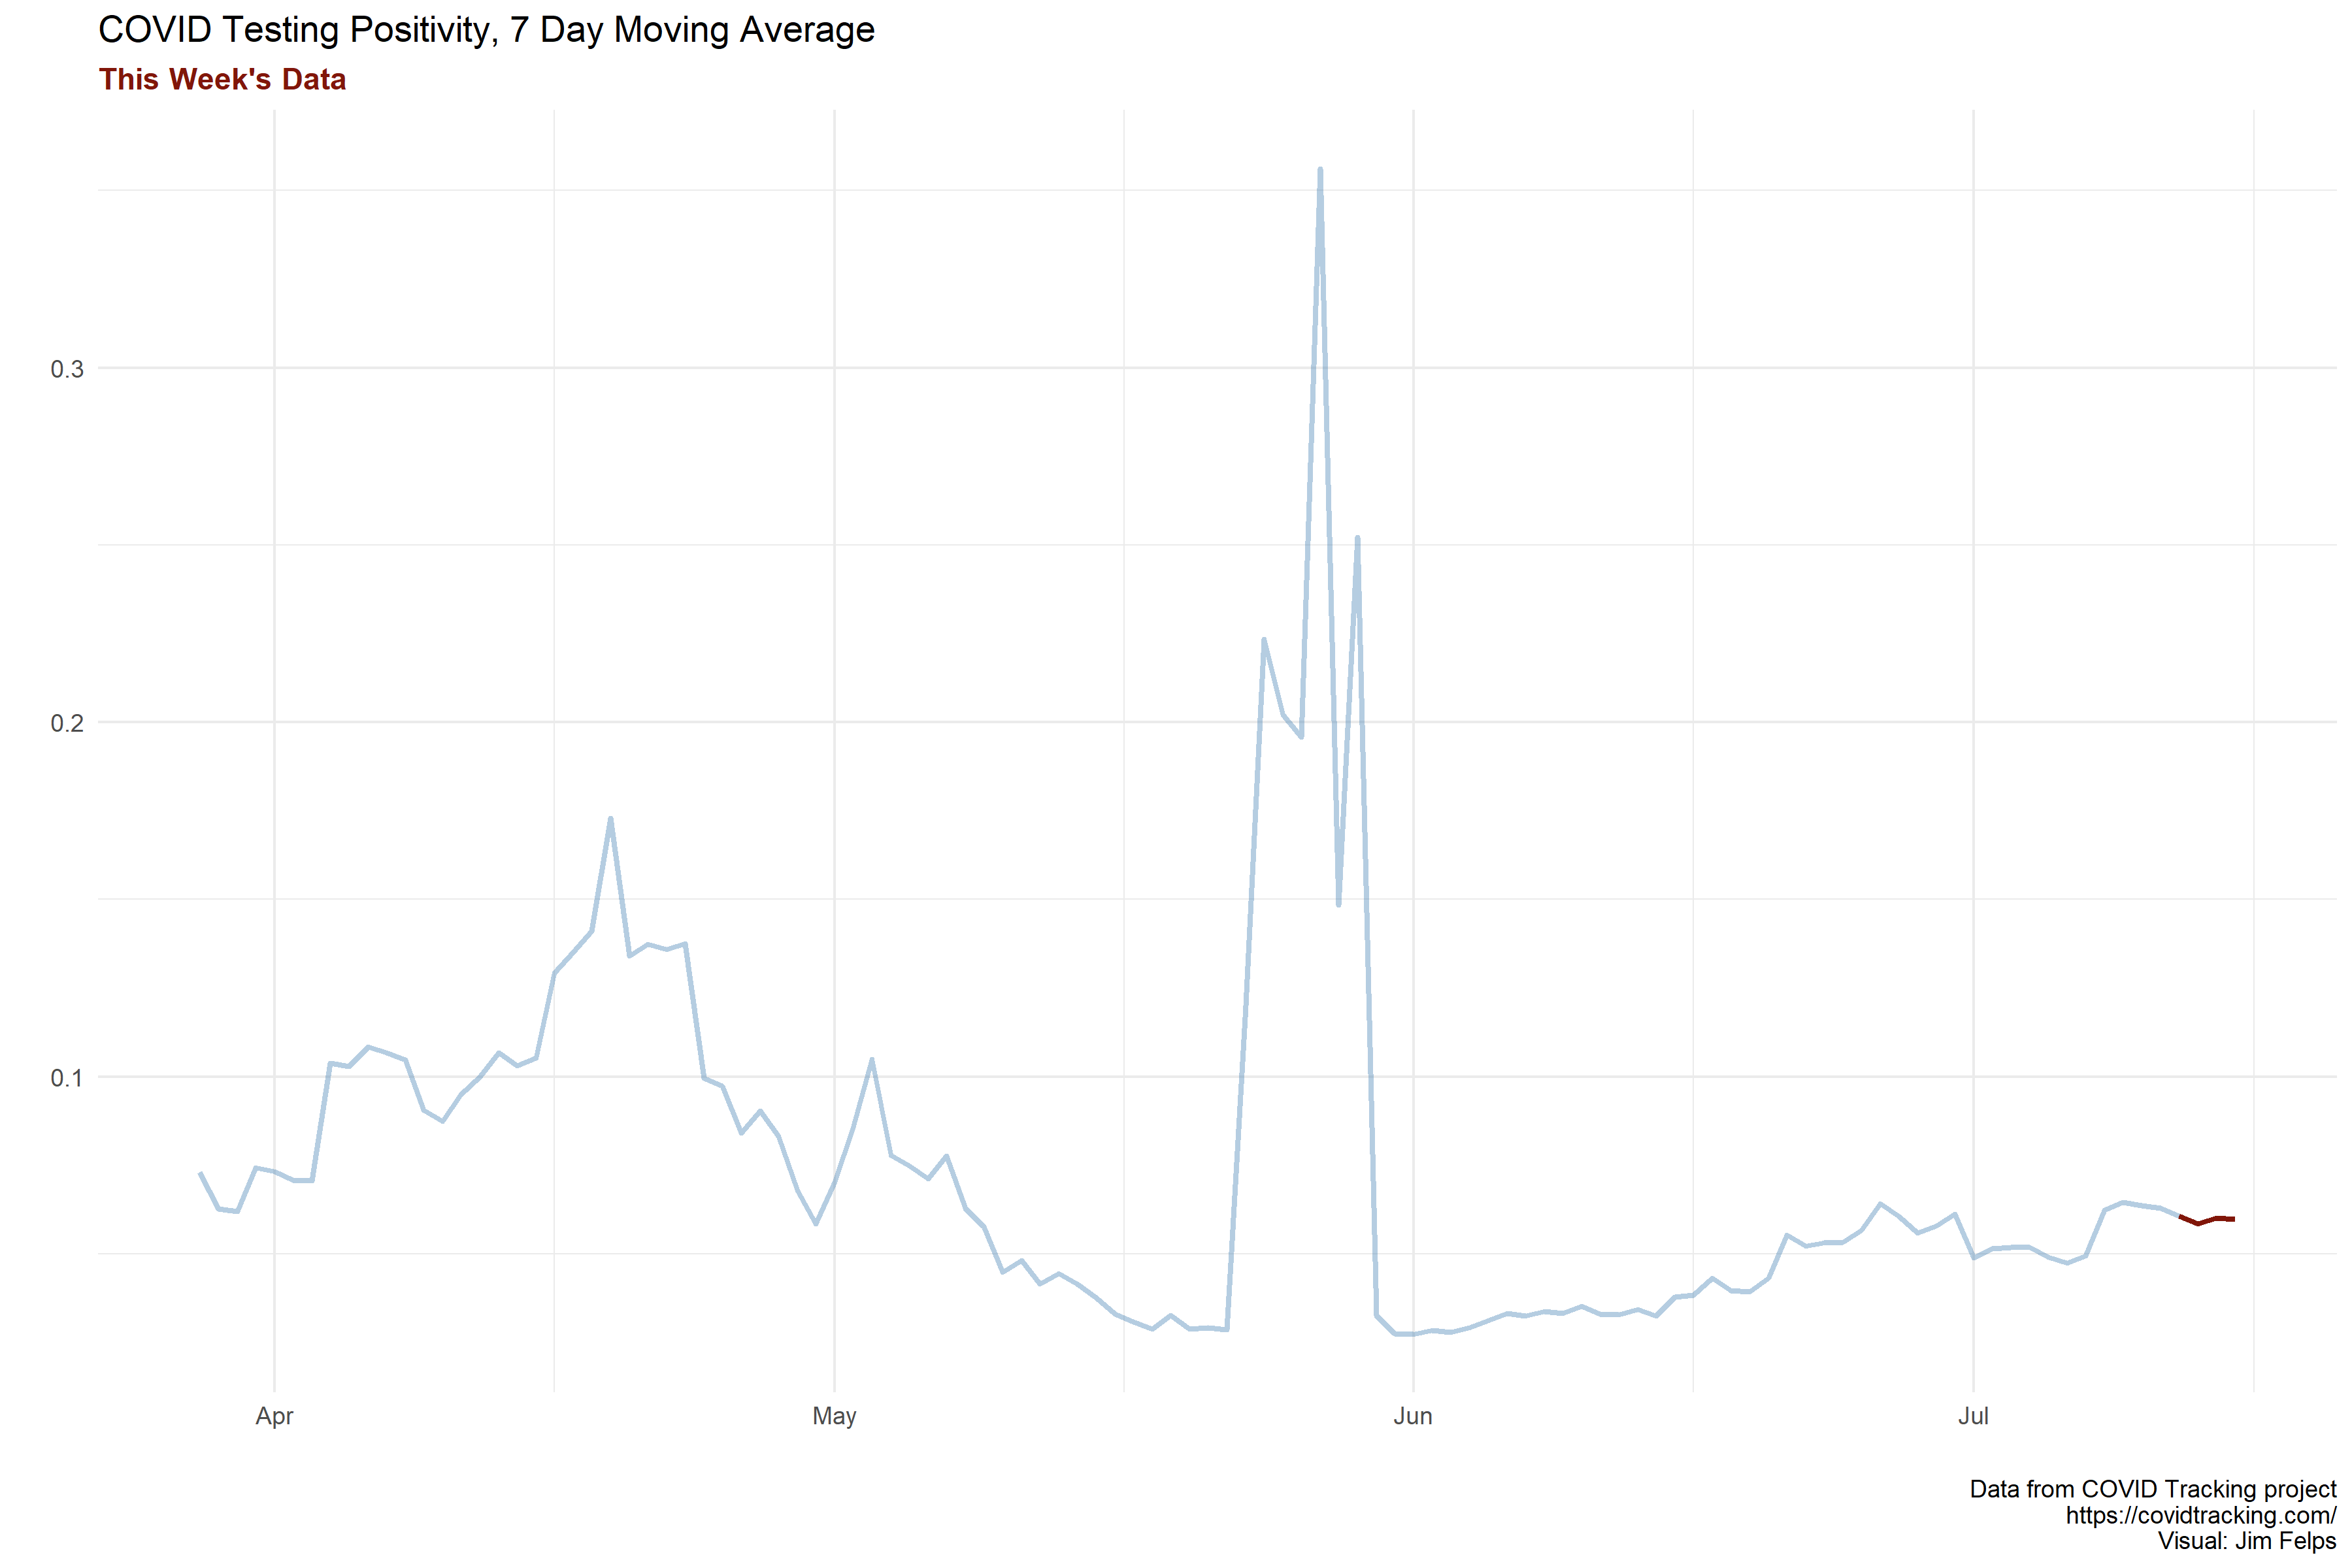 COVID Testing Positivity, 7 Day Moving Average
This Week's Data
0.3
0.2
0.1
Apr May Jun Jul
Data from COVID Tracking project
https://covidtracking.com/
Visual: Jim Felps